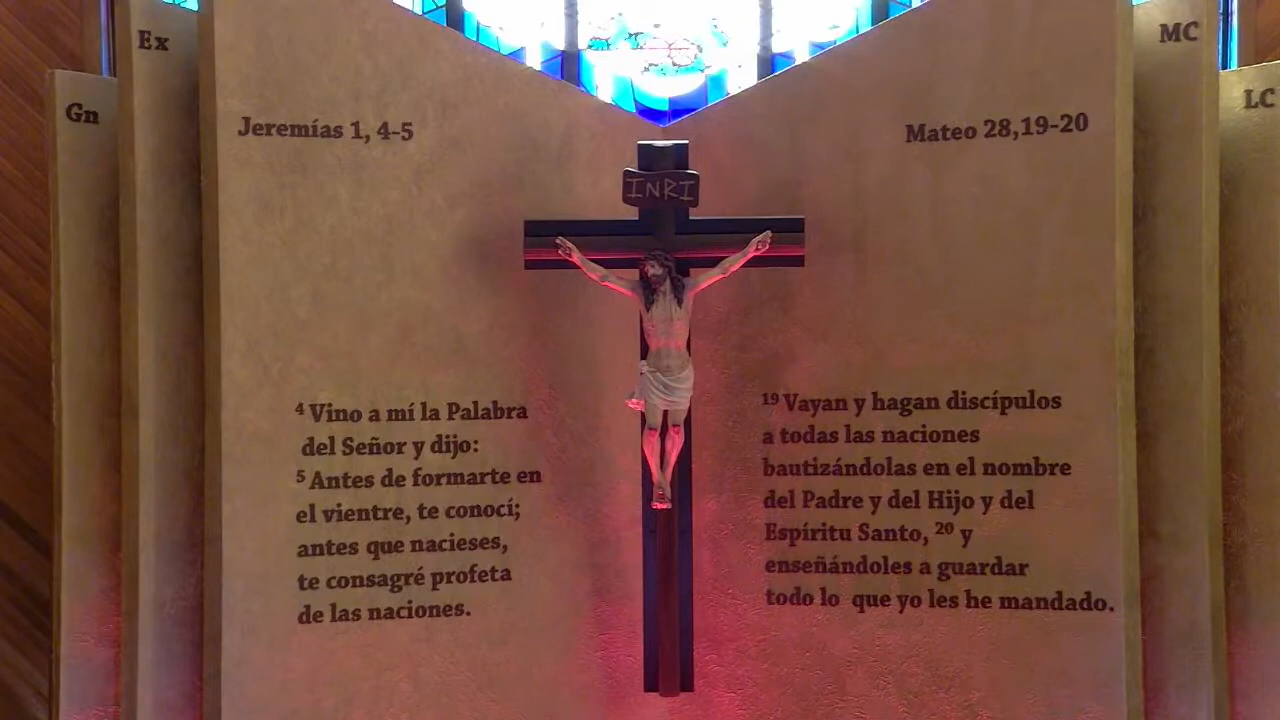 Gn
Ex
Jeremías 1, 4-5
⁴ Vino a mí la Palabra
del Señor y dijo:
⁵ Antes de formarte en
el vientre, te conocí;
antes que nacieses,
te consagré profeta
de las naciones.
INRI
Mateo 28,19-20
¹⁹ Vayan y hagan discípulos
a todas las naciones
bautizándolas en el nombre
del Padre y del Hijo y del
Espíritu Santo, ²⁰ y
enseñándoles a guardar
todo lo que yo les he mandado.
MC
LC